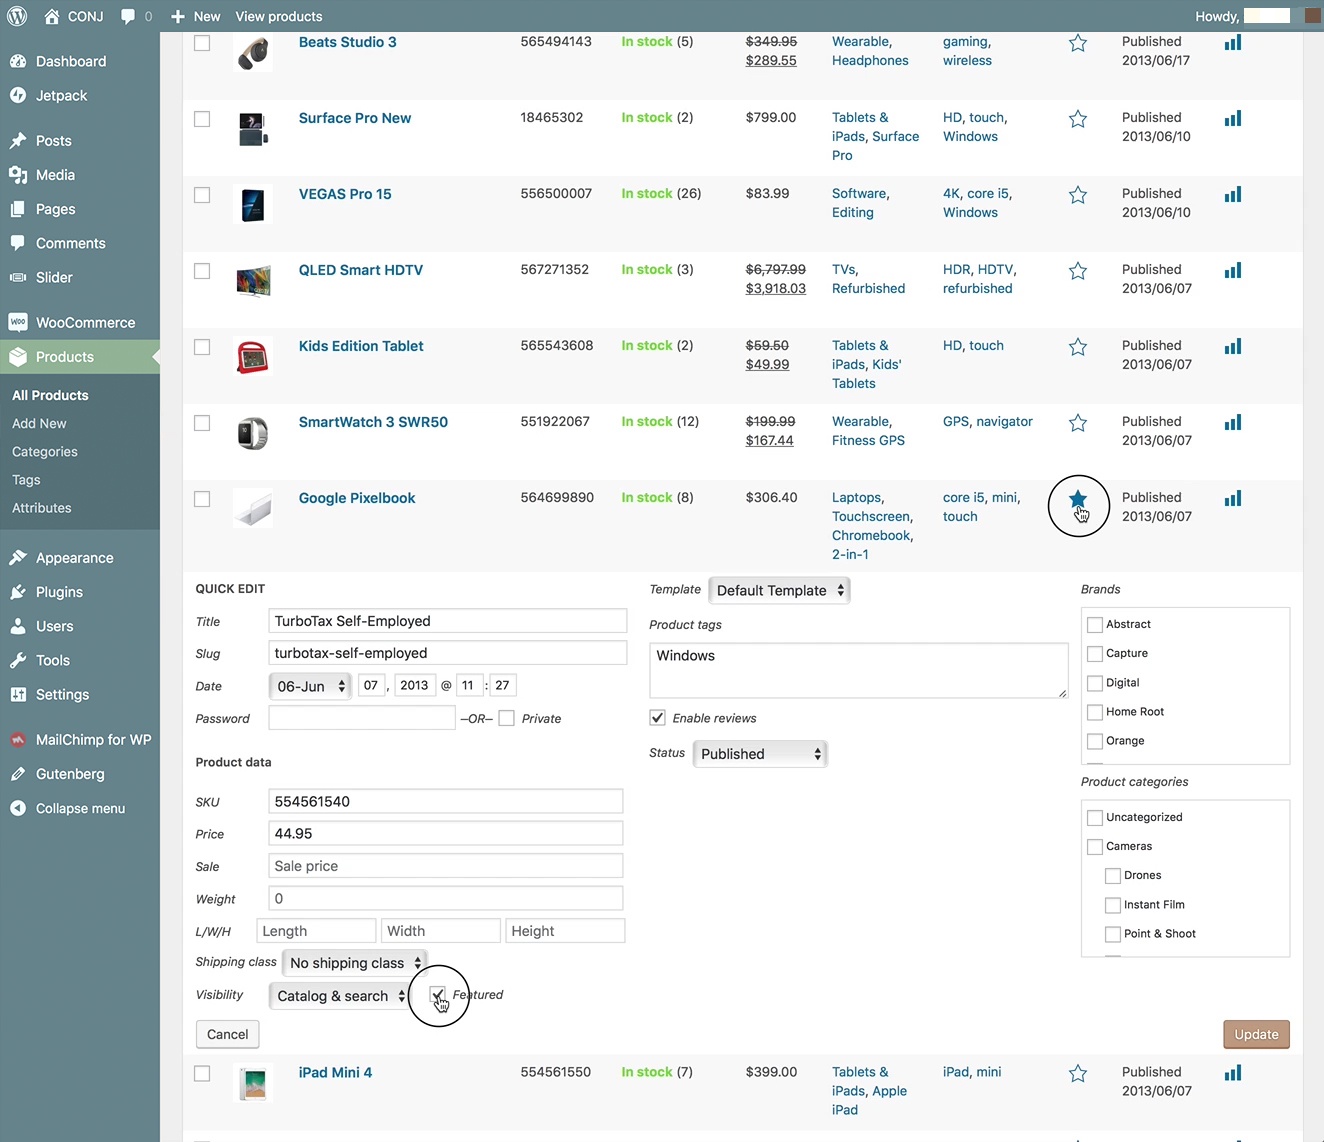 CONJ 0 New View products Howdy,
Dashboard
Jetpack
Posts
Media
Pages
Comments
Slider
WooCommerce
Products
All Products
Add New
Categories
Tags
Attributes
Appearance
Plugins
Users
Tools
Settings
MailChimp for WP
Gutenberg
Collapse menu
Beats Studio 3 565494143 In stock (5) $349.95 Wearable, gaming, Published
$289.55 Headphones wireless 2013/06/17
Surface Pro New 18465302 In stock (2) $799.00 Tablets & HD, touch, Published
iPads, Surface Windows 2013/06/10
Pro
VEGAS Pro 15 556500007 In stock (26) $83.99 Software, 4K, core i5, Published
Editing Windows 2013/06/10
QLED Smart HDTV 567271352 In stock (3) $6,797.99 TVs, HDR, HDTV, Published
$3,918.03 Refurbished refurbished 2013/06/07
Kids Edition Tablet 565543608 In stock (2) $59.50 Tablets & HD, touch Published
$49.99 iPads, Kids' 2013/06/07
Tablets
SmartWatch 3 SWR50 551922067 In stock (12) $199.99 Wearable, GPS, navigator Published
$167.44 Fitness GPS 2013/06/07
Google Pixelbook 564699890 In stock (8) $306.40 Laptops, core i5, mini, Published
Touchscreen, touch 2013/06/07
Chromebook,
2-in-1
QUICK EDIT
Title TurboTax Self-Employed
Slug turbotax-self-employed
Date 06-Jun 07 , 2013 @ 11 : 27
Password –OR– Private
Product data
SKU 554561540
Price 44.95
Sale Sale price
Weight 0
L/W/H Length Width Height
Shipping class No shipping class
Visibility Catalog & search Featured
Cancel
Template Default Template
Product tags
Windows
Enable reviews
Status Published
Brands
Abstract
Capture
Digital
Home Root
Orange
Product categories
Uncategorized
Cameras
Drones
Instant Film
Point & Shoot
Update
iPad Mini 4 554561550 In stock (7) $399.00 Tablets & iPad, mini Published
iPads, Apple 2013/06/07
iPad